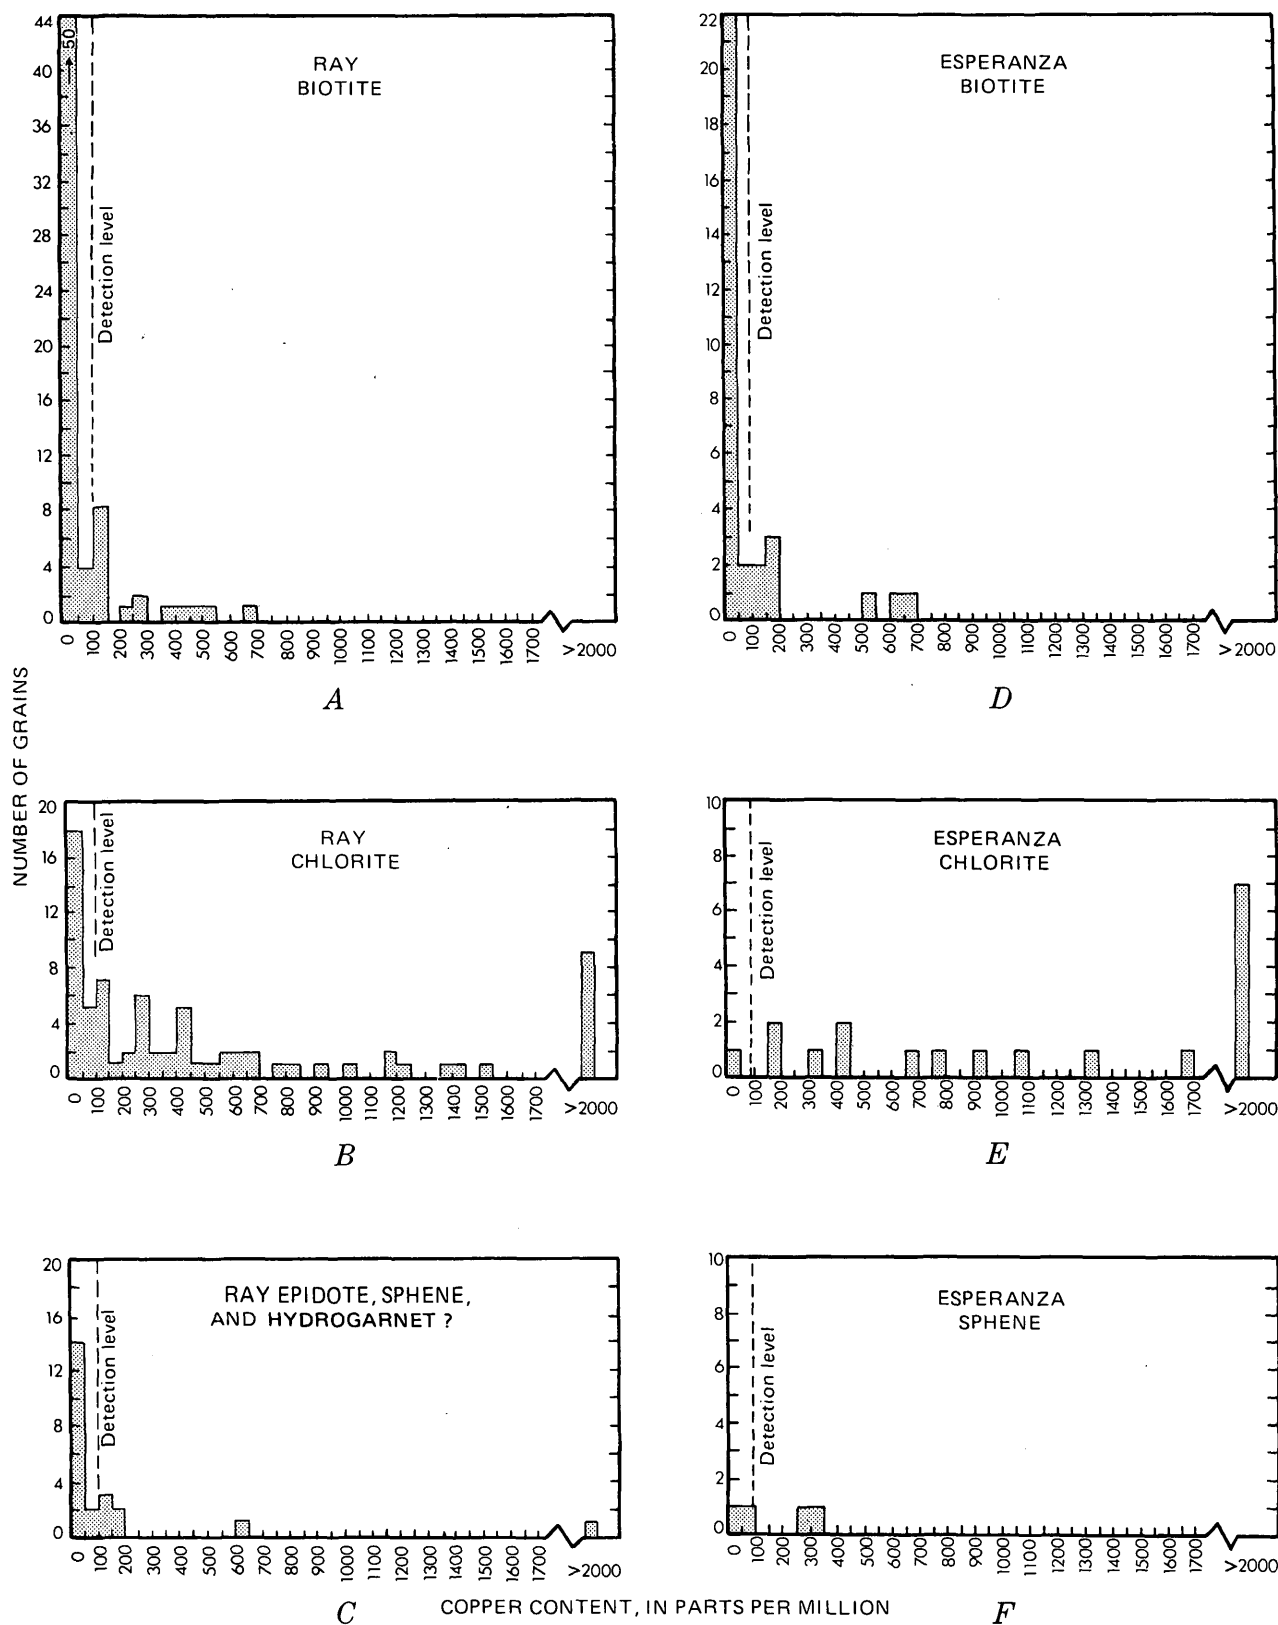 NUMBER OF GRAINS
44
40
36
32
28
24
20
16
12
8
4
0
50
Detection level
RAY
BIOTITE
0 100 200 300 400 500 600 700 800 900 1000 1100 1200 1300 1400 1500 1600 1700 >2000
A
22
20
18
16
14
12
10
8
6
4
2
0
Detection level
ESPERANZA
BIOTITE
0 100 200 300 400 500 600 700 800 900 1000 1100 1200 1300 1400 1500 1600 1700 >2000
D
20
16
12
8
4
0
Detection level
RAY
CHLORITE
0 100 200 300 400 500 600 700 800 900 1000 1100 1200 1300 1400 1500 1600 1700 >2000
B
10
8
6
4
2
0
Detection level
ESPERANZA
CHLORITE
0 100 200 300 400 500 600 700 800 900 1000 1100 1200 1300 1400 1500 1600 1700 >2000
E
20
16
12
8
4
0
Detection level
RAY EPIDOTE, SPHENE,
AND HYDROGARNET ?
0 100 200 300 400 500 600 700 800 900 1000 1100 1200 1300 1400 1500 1600 1700 >2000
C
10
8
6
4
2
0
Detection level
ESPERANZA
SPHENE
0 100 200 300 400 500 600 700 800 900 1000 1100 1200 1300 1400 1500 1600 1700 >2000
F
COPPER CONTENT, IN PARTS PER MILLION